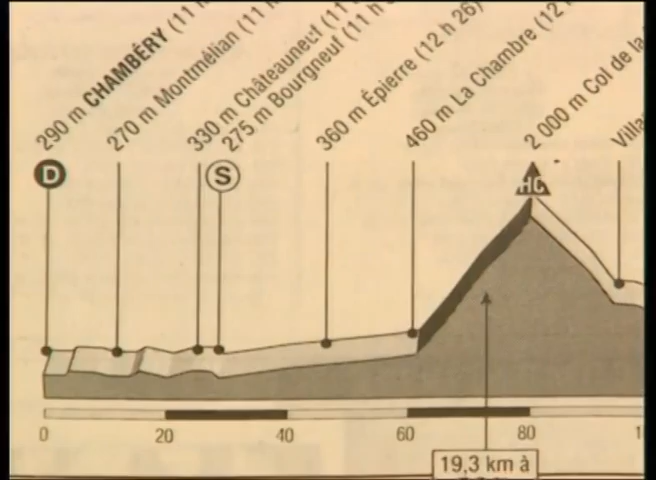 290 m CHAMBÉRY (11 h
270 m Montmélian (11 h
330 m Châteauneuf (11
275 m Bourgneuf (11 h
360 m Épierre (12 h 26)
460 m La Chambre (12
2 000 m Col de la
Villa
D
S
HC
0 20 40 60 80 1
19,3 km à